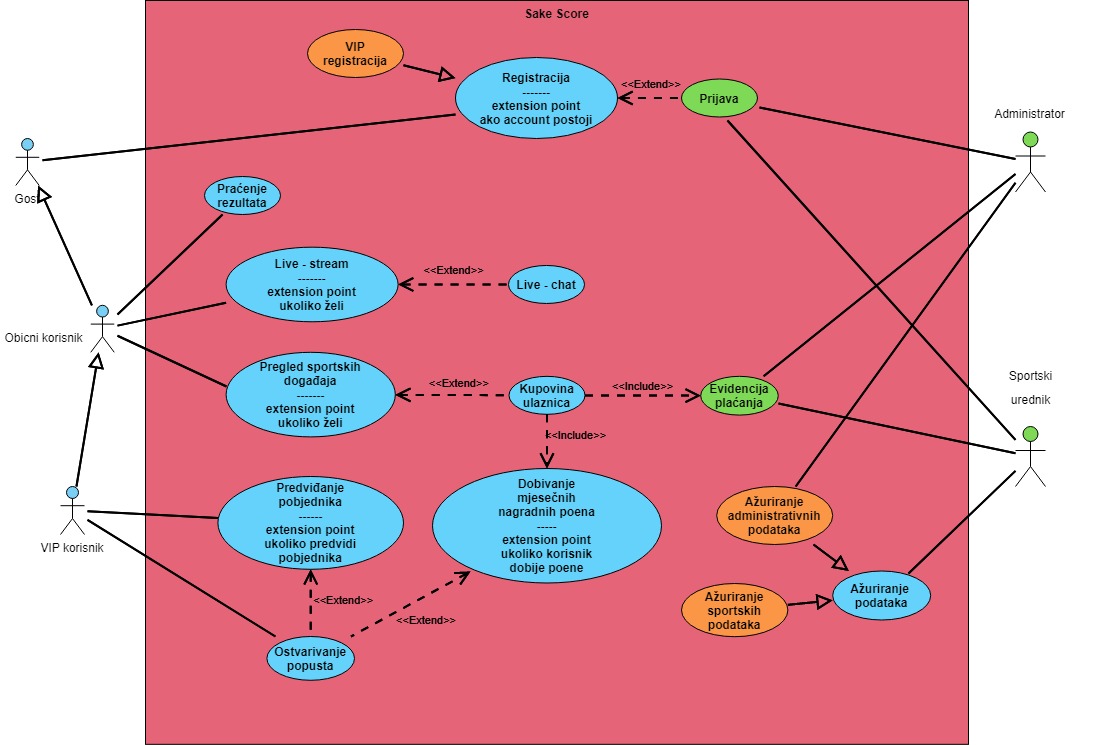 Sake Score
VIP
registracija
Registracija
-------
extension point
ako account postoji
<<Extend>>
Prijava
Administrator
Gost
Praćenje
rezultata
Live - stream
-------
extension point
ukoliko želi
<<Extend>>
Live - chat
Obicni korisnik
Pregled sportskih
događaja
-------
extension point
ukoliko želi
<<Extend>>
Kupovina
ulaznica
<<Include>>
Evidencija
plaćanja
Sportski
urednik
<<Include>>
Predviđanje
pobjednika
------
extension point
ukoliko predvidi
pobjednika
Dobivanje
mjesečnih
nagradnih poena
-----
extension point
ukoliko korisnik
dobije poene
Ažuriranje
administrativnih
podataka
VIP korisnik
Ažuriranje
podataka
Ažuriranje
sportskih
podataka
<<Extend>>
<<Extend>>
Ostvarivanje
popusta